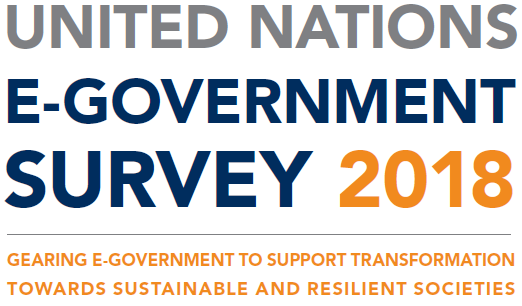 UNITED NATIONS
E-GOVERNMENT
SURVEY 2018
GEARING E-GOVERNMENT TO SUPPORT TRANSFORMATION
TOWARDS SUSTAINABLE AND RESILIENT SOCIETIES